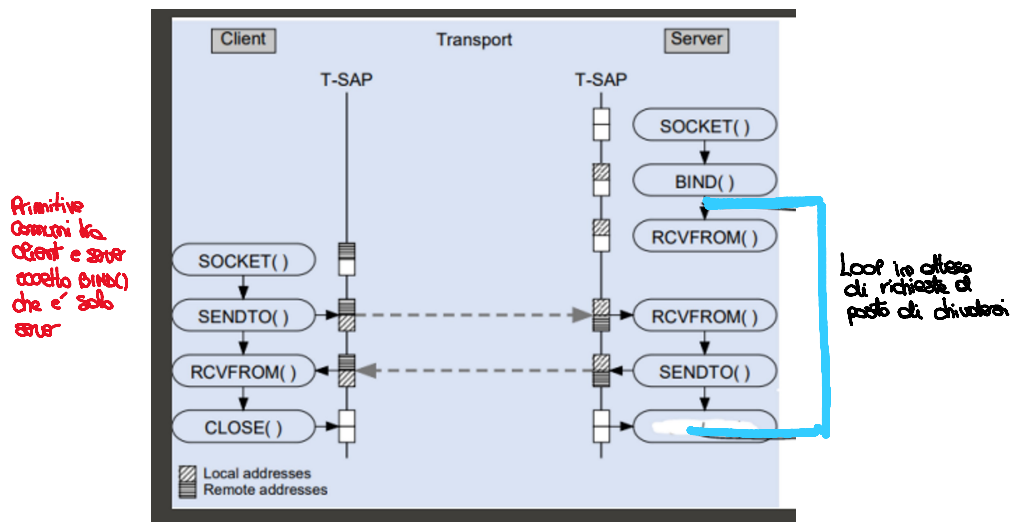 Client
Transport
Server
T-SAP
T-SAP
SOCKET( )
BIND( )
RCVFROM( )
SOCKET( )
SENDTO( )
RCVFROM( )
RCVFROM( )
SENDTO( )
CLOSE( )
Local addresses
Remote addresses
Primitive
comuni tra
client e server
eccetto BIND()
che e' solo
server
Loop in attesa
di richieste al
posto di chiudersi